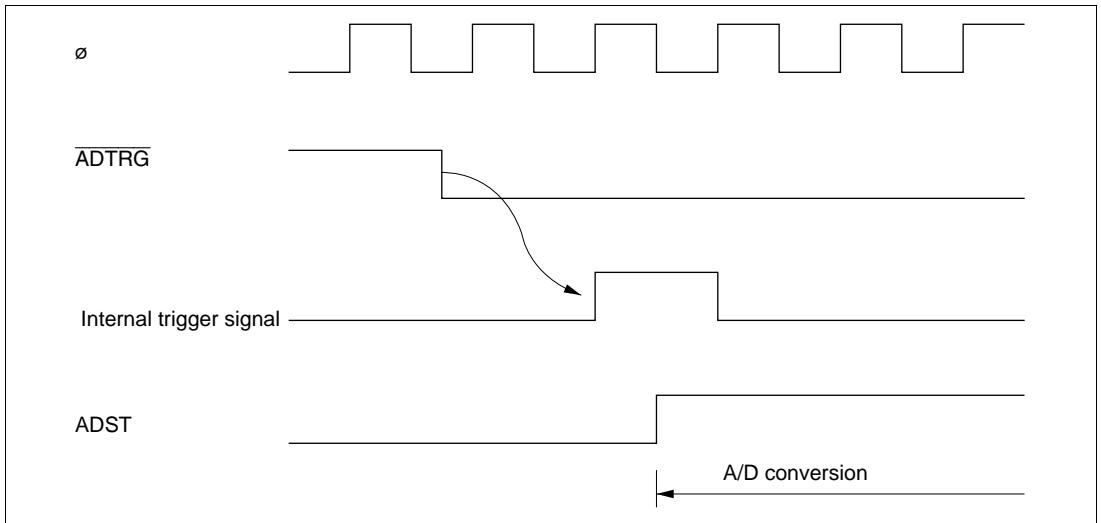 ø
ADTRG
Internal trigger signal
ADST
A/D conversion